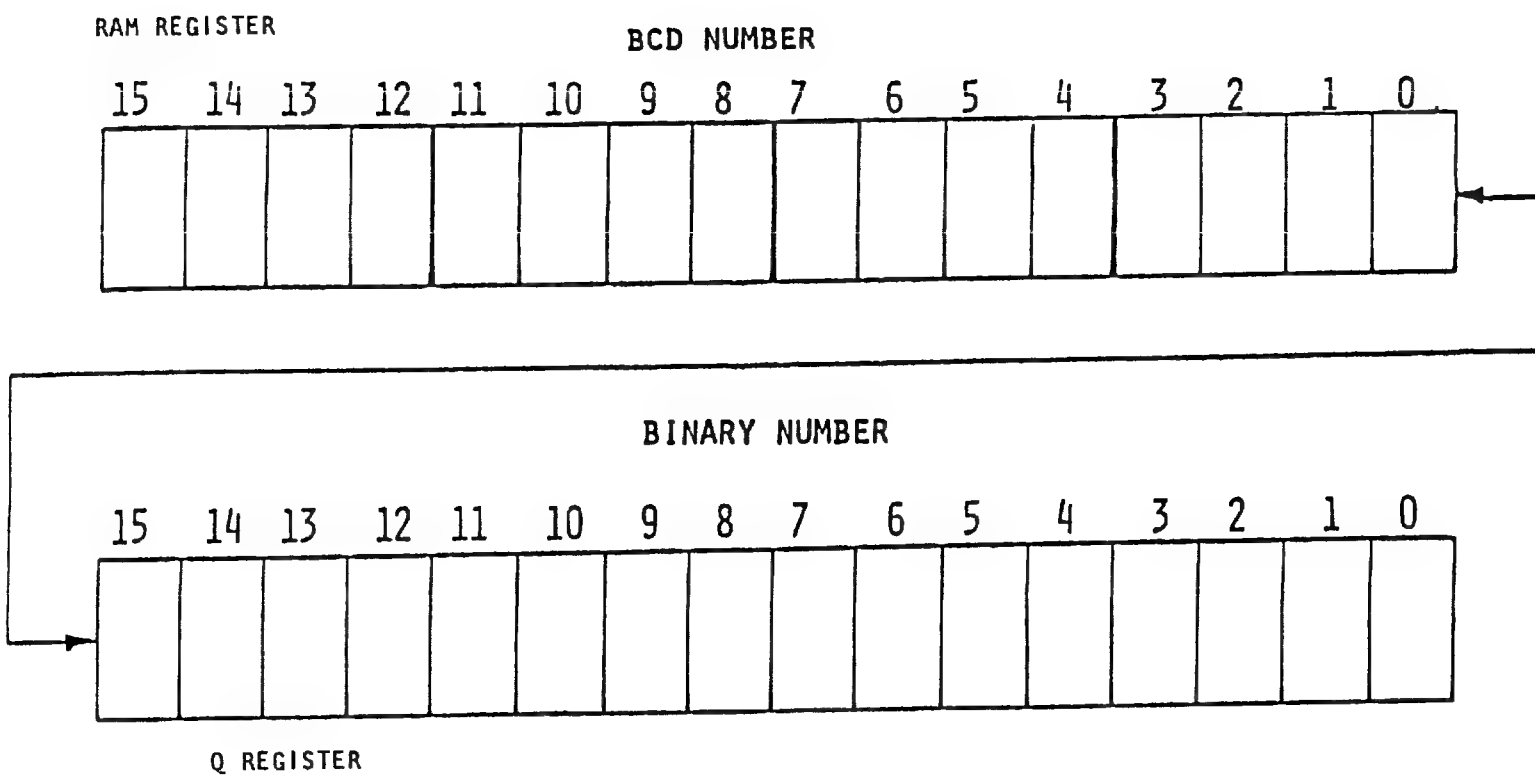 RAM REGISTER
BCD NUMBER
15 14 13 12 11 10 9 8 7 6 5 4 3 2 1 0
BINARY NUMBER
15 14 13 12 11 10 9 8 7 6 5 4 3 2 1 0
Q REGISTER